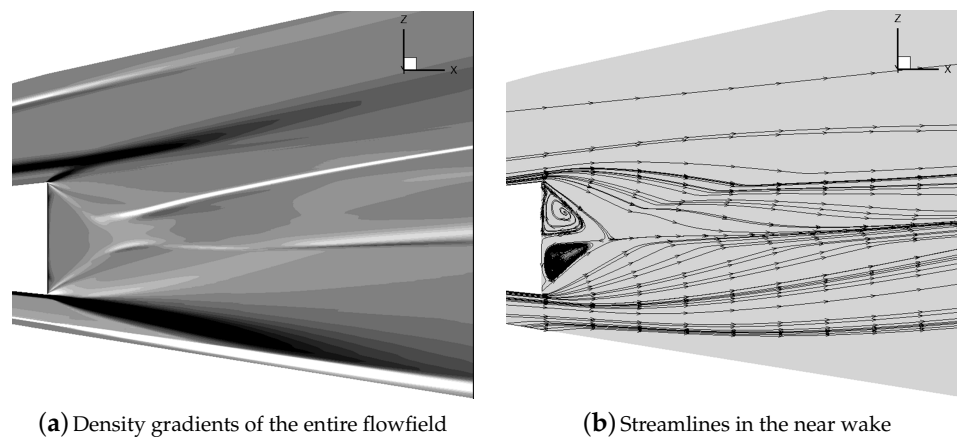 Z
X
Z
X
(a) Density gradients of the entire flowfield
(b) Streamlines in the near wake